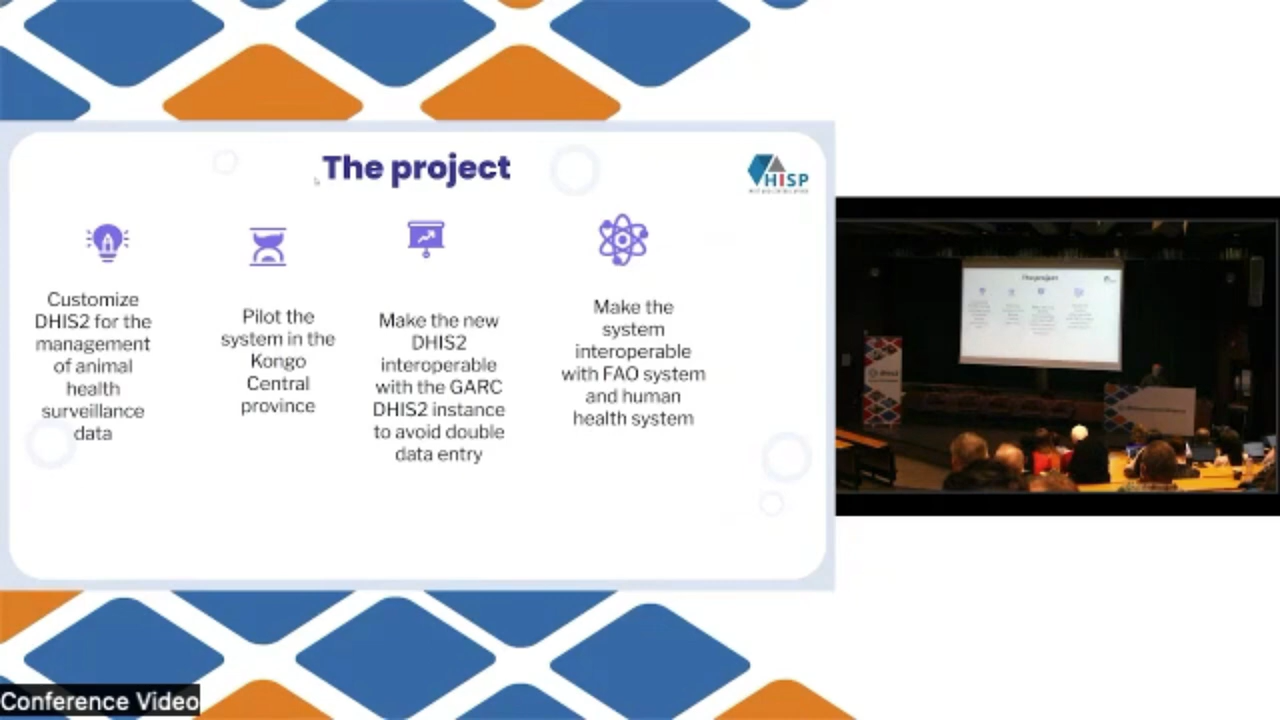 The project
HISP
Customize
DHIS2 for the
management
of animal
health
surveillance
data
Pilot the
system in the
Kongo
Central
province
Make the new
DHIS2
interoperable
with the GARC
DHIS2 instance
to avoid double
data entry
Make the
system
interoperable
with FAO system
and human
health system
The project
Conference Video